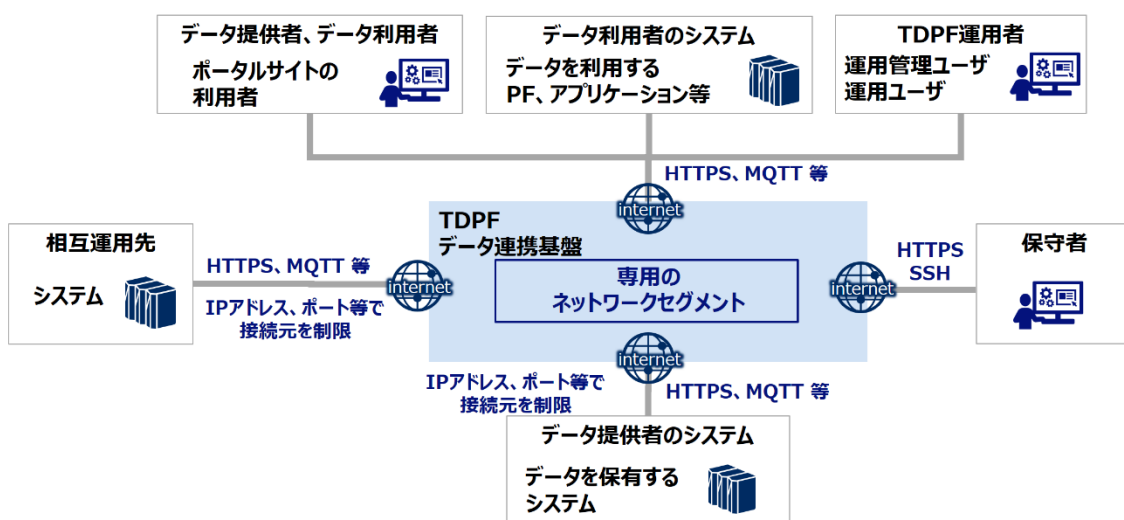 データ提供者、データ利用者
ポータルサイトの
利用者
データ利用者のシステム
データを利用する
PF、アプリケーション等
TDPF運用者
運用管理ユーザ
運用ユーザ
HTTPS、MQTT 等
internet
TDPF
データ連携基盤
専用の
ネットワークセグメント
相互運用先
システム
HTTPS、MQTT 等
IPアドレス、ポート等で
接続元を制限
internet
internet
HTTPS
SSH
保守者
internet
IPアドレス、ポート等で
接続元を制限
HTTPS、MQTT 等
データ提供者のシステム
データを保有する
システム